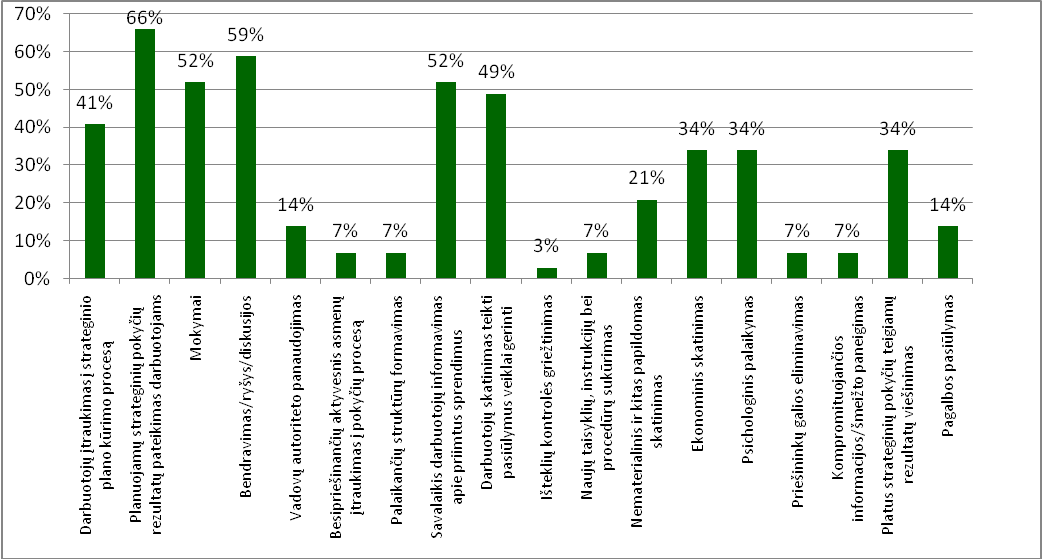 70%
60%
50%
40%
30%
20%
10%
0%
41%
66%
52%
59%
14%
7%
7%
52%
49%
3%
7%
21%
34%
34%
7%
7%
34%
14%
Darbuotojų įtraukimas į strateginio
plano kūrimo procesą
Planuojamų strateginių pokyčių
rezultatų pateikimas darbuotojams
Mokymai
Bendravimas/ryšys/diskusijos
Vadovų autoriteto panaudojimas
Besipriešinančių aktyvesnis asmenų
įtraukimas į pokyčių procesą
Palaikančių struktūrų formavimas
Savalaikis darbuotojų informavimas
apie priimtus sprendimus
Darbuotojų skatinimas teikti
pasiūlymus veiklai gerinti
Išteklių kontrolės griežtinimas
Naujų taisyklių, instrukcijų bei
procedūrų sukūrimas
Nematerialinis ir kitas papildomas
skatinimas
Ekonominis skatinimas
Psichologinis palaikymas
Priešininkų galios eliminavimas
Kompromituojančios
informacijos/šmeižto paneigimas
Platus strateginių pokyčių teigiamų
rezultatų viešinimas
Pagalbos pasiūlymas